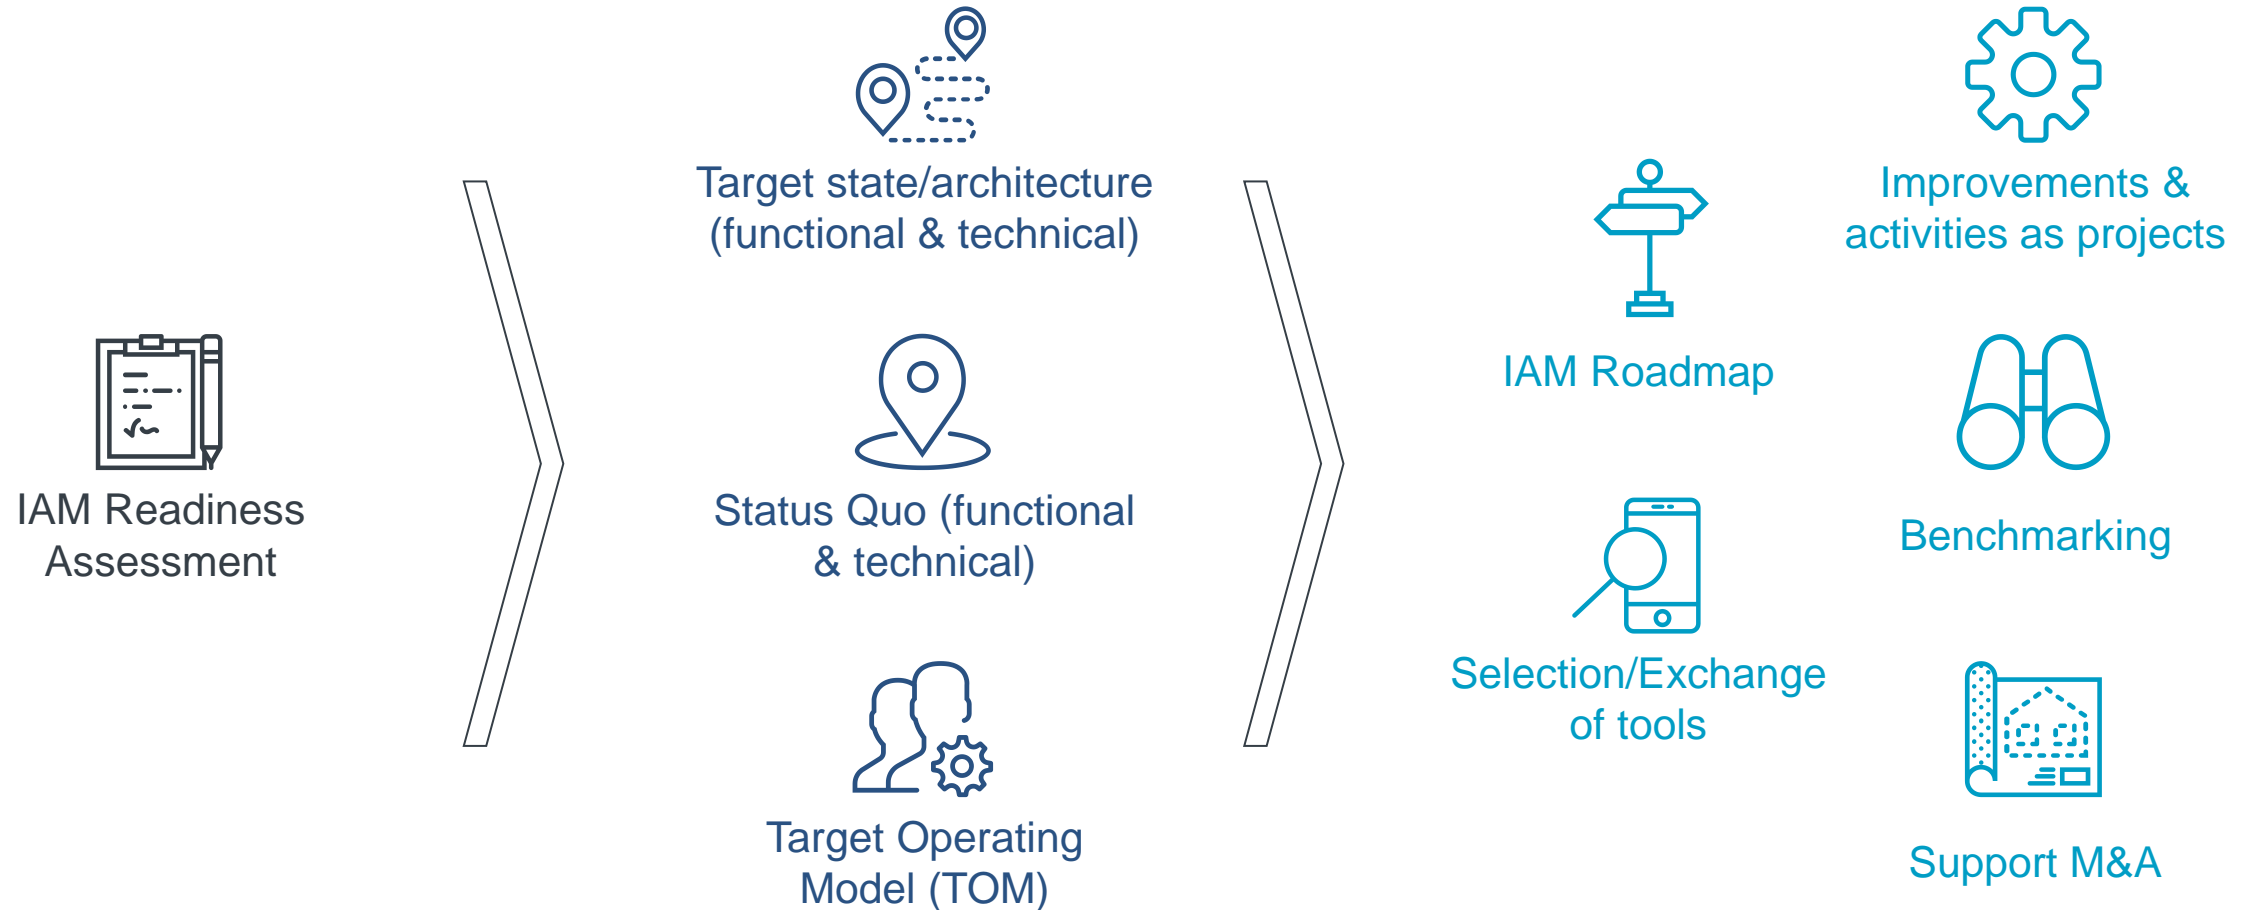 IAM Readiness
Assessment
Target state/architecture
(functional & technical)
Status Quo (functional
& technical)
Target Operating
Model (TOM)
IAM Roadmap
Selection/Exchange
of tools
Improvements &
activities as projects
Benchmarking
Support M&A